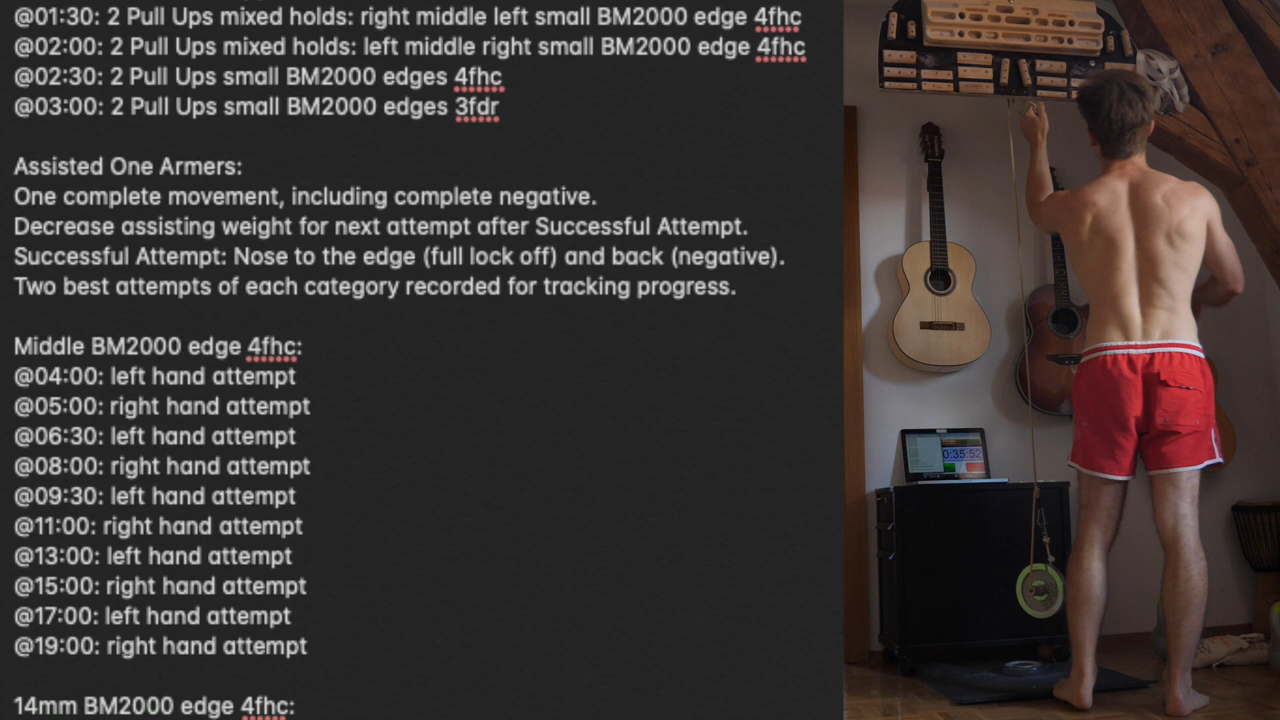 @01:30: 2 Pull Ups mixed holds: right middle left small BM2000 edge 4fhc
@02:00: 2 Pull Ups mixed holds: left middle right small BM2000 edge 4fhc
@02:30: 2 Pull Ups small BM2000 edges 4fhc
@03:00: 2 Pull Ups small BM2000 edges 3fdr
Assisted One Armers:
One complete movement, including complete negative.
Decrease assisting weight for next attempt after Successful Attempt.
Successful Attempt: Nose to the edge (full lock off) and back (negative).
Two best attempts of each category recorded for tracking progress.
Middle BM2000 edge 4fhc:
@04:00: left hand attempt
@05:00: right hand attempt
@06:30: left hand attempt
@08:00: right hand attempt
@09:30: left hand attempt
@11:00: right hand attempt
@13:00: left hand attempt
@15:00: right hand attempt
@17:00: left hand attempt
@19:00: right hand attempt
14mm BM2000 edge 4fhc:
0:35:52